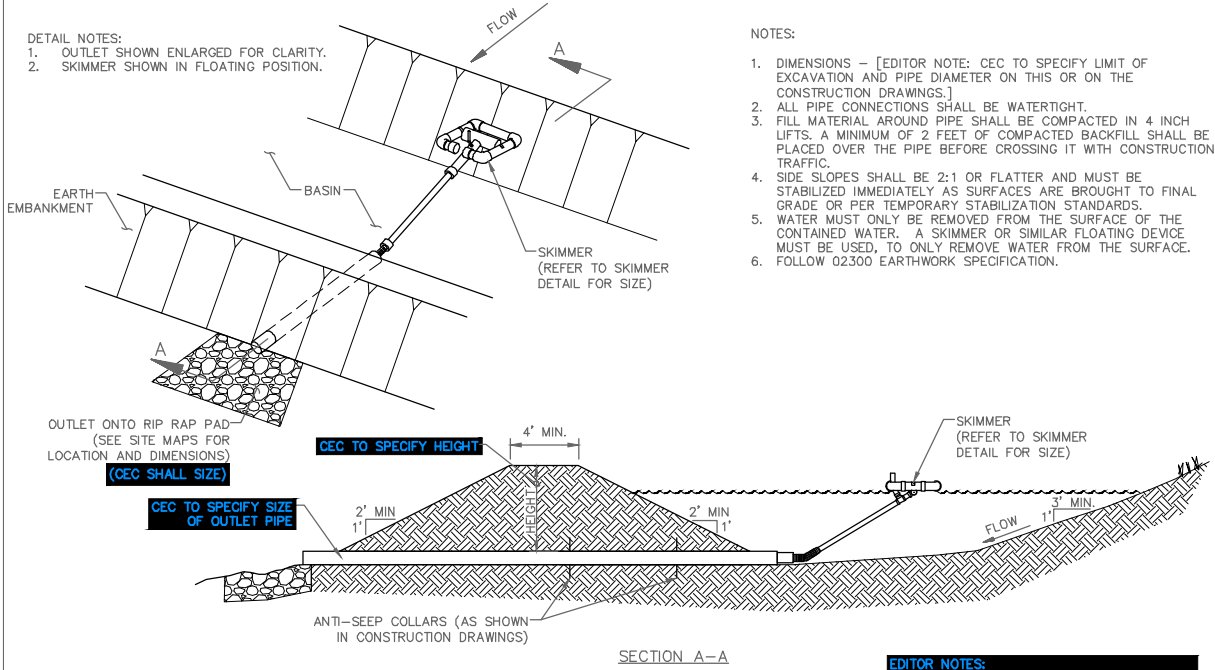 DETAIL NOTES:
1. OUTLET SHOWN ENLARGED FOR CLARITY.
2. SKIMMER SHOWN IN FLOATING POSITION.
FLOW
A
BASIN
EARTH
EMBANKMENT
SKIMMER
(REFER TO SKIMMER
DETAIL FOR SIZE)
A
OUTLET ONTO RIP RAP PAD
(SEE SITE MAPS FOR
LOCATION AND DIMENSIONS)
(CEC SHALL SIZE)
NOTES:
1. DIMENSIONS – [EDITOR NOTE: CEC TO SPECIFY LIMIT OF
EXCAVATION AND PIPE DIAMETER ON THIS OR ON THE
CONSTRUCTION DRAWINGS.]
2. ALL PIPE CONNECTIONS SHALL BE WATERTIGHT.
3. FILL MATERIAL AROUND PIPE SHALL BE COMPACTED IN 4 INCH
LIFTS. A MINIMUM OF 2 FEET OF COMPACTED BACKFILL SHALL BE
PLACED OVER THE PIPE BEFORE CROSSING IT WITH CONSTRUCTION
TRAFFIC.
4. SIDE SLOPES SHALL BE 2:1 OR FLATTER AND MUST BE
STABILIZED IMMEDIATELY AS SURFACES ARE BROUGHT TO FINAL
GRADE OR PER TEMPORARY STABILIZATION STANDARDS.
5. WATER MUST ONLY BE REMOVED FROM THE SURFACE OF THE
CONTAINED WATER. A SKIMMER OR SIMILAR FLOATING DEVICE
MUST BE USED, TO ONLY REMOVE WATER FROM THE SURFACE.
6. FOLLOW 02300 EARTHWORK SPECIFICATION.
CEC TO SPECIFY HEIGHT
4' MIN.
SKIMMER
(REFER TO SKIMMER
DETAIL FOR SIZE)
CEC TO SPECIFY SIZE
OF OUTLET PIPE
2' MIN
1'
HEIGHT
2' MIN
1'
FLOW
3' MIN
1'
ANTI-SEEP COLLARS (AS SHOWN
IN CONSTRUCTION DRAWINGS)
SECTION A-A
EDITOR NOTES: